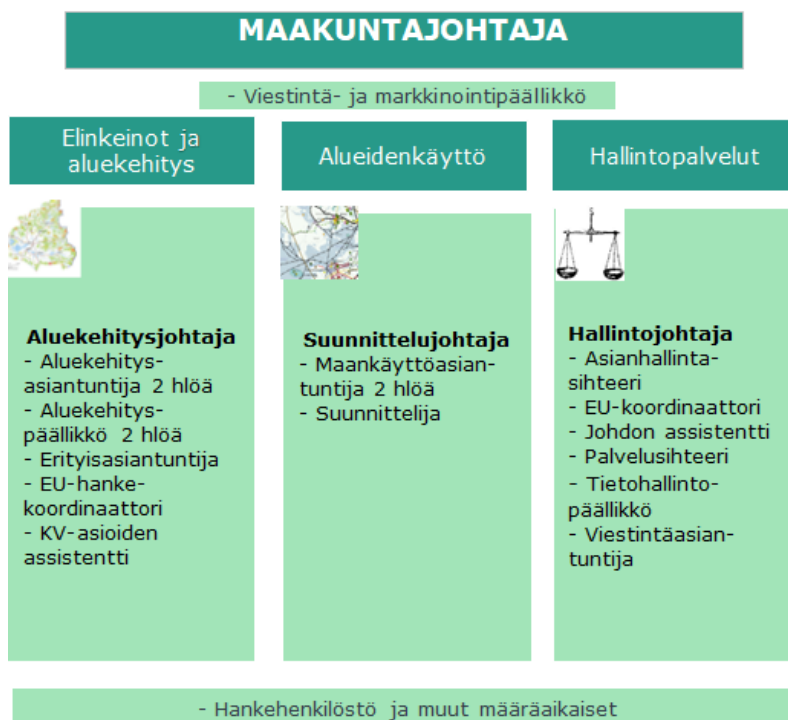 MAAKUNTAJOHTAJA
- Viestintä- ja markkinointipäällikkö
Elinkeinot ja
aluekehitys
Aluekehitysjohtaja
- Aluekehitys-
asiantuntija 2 hlöä
- Aluekehitys-
päällikkö 2 hlöä
- Erityisasiantuntija
- EU-hanke-
koordinaattori
- KV-asioiden
assistentti
Alueidenkäyttö
Suunnittelujohtaja
- Maankäyttöasian-
tuntija 2 hlöä
- Suunnittelija
Hallintopalvelut
Hallintojohtaja
- Asianhallinta-
sihteeri
- EU-koordinaattori
- Johdon assistentti
- Palvelusihteeri
- Tietohallinto-
päällikkö
- Viestintäasian-
tuntija
- Hankehenkilöstö ja muut määräaikaiset